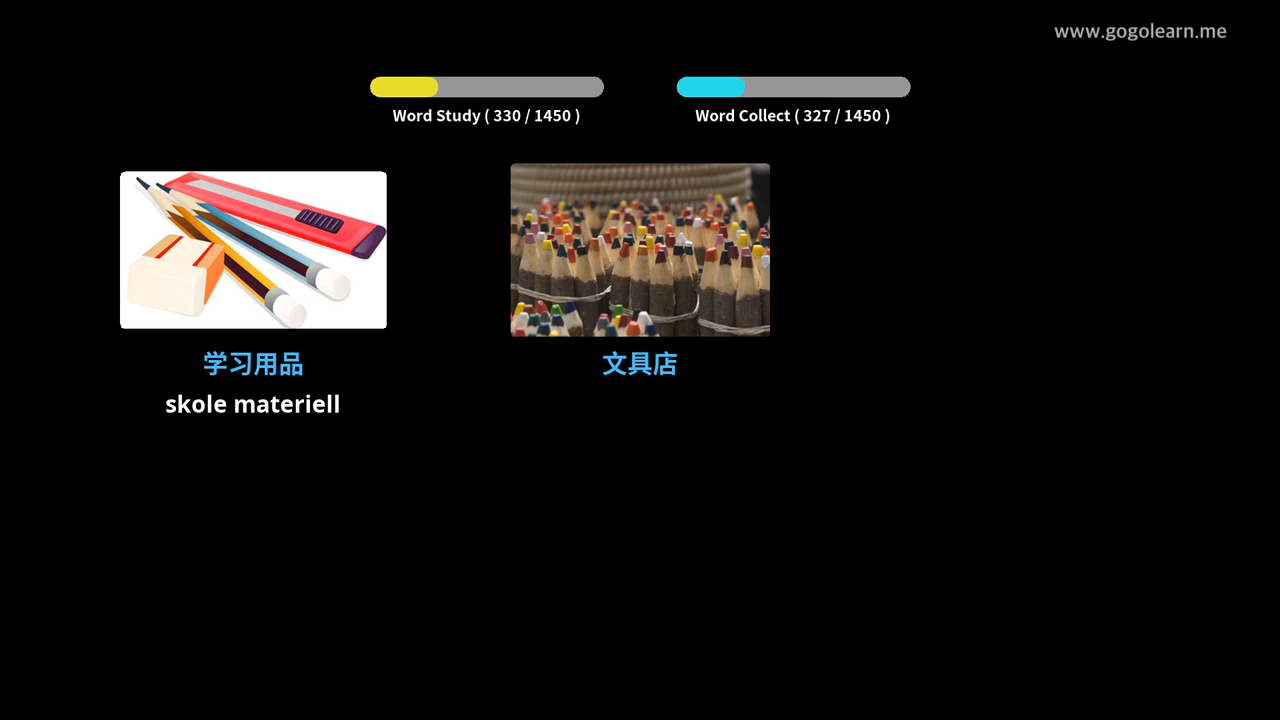 www.gogolearn.me
Word Study ( 330 / 1450 )
Word Collect ( 327 / 1450 )
学习用品
文具店
skole materiell